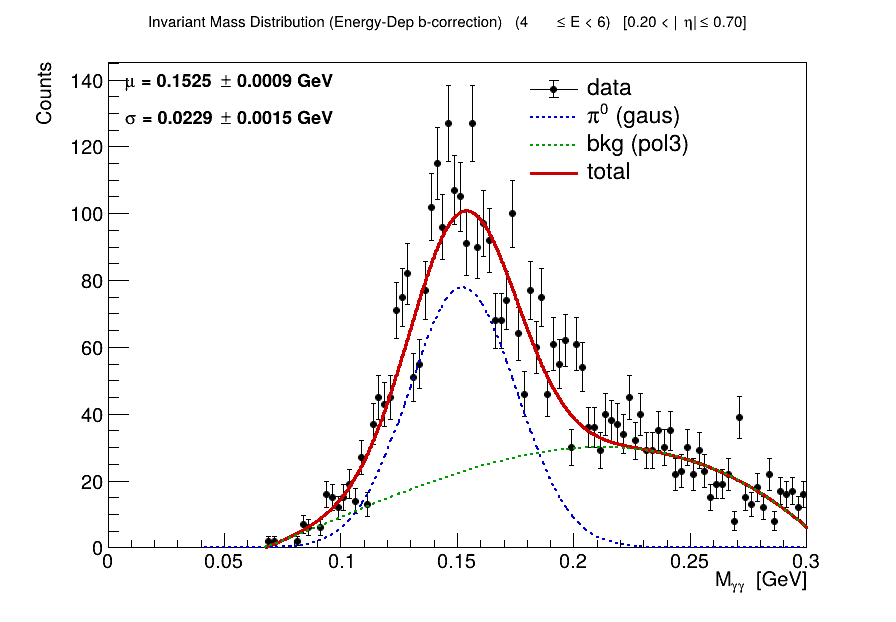 Invariant Mass Distribution (Energy-Dep b-correction) (4 ≤ E < 6) [0.20 < | η| ≤ 0.70]
Counts
140
120
100
80
60
40
20
0
μ = 0.1525 ± 0.0009 GeV
σ = 0.0229 ± 0.0015 GeV
data
π⁰ (gaus)
bkg (pol3)
total
0 0.05 0.1 0.15 0.2 0.25 0.3
Mγγ [GeV]